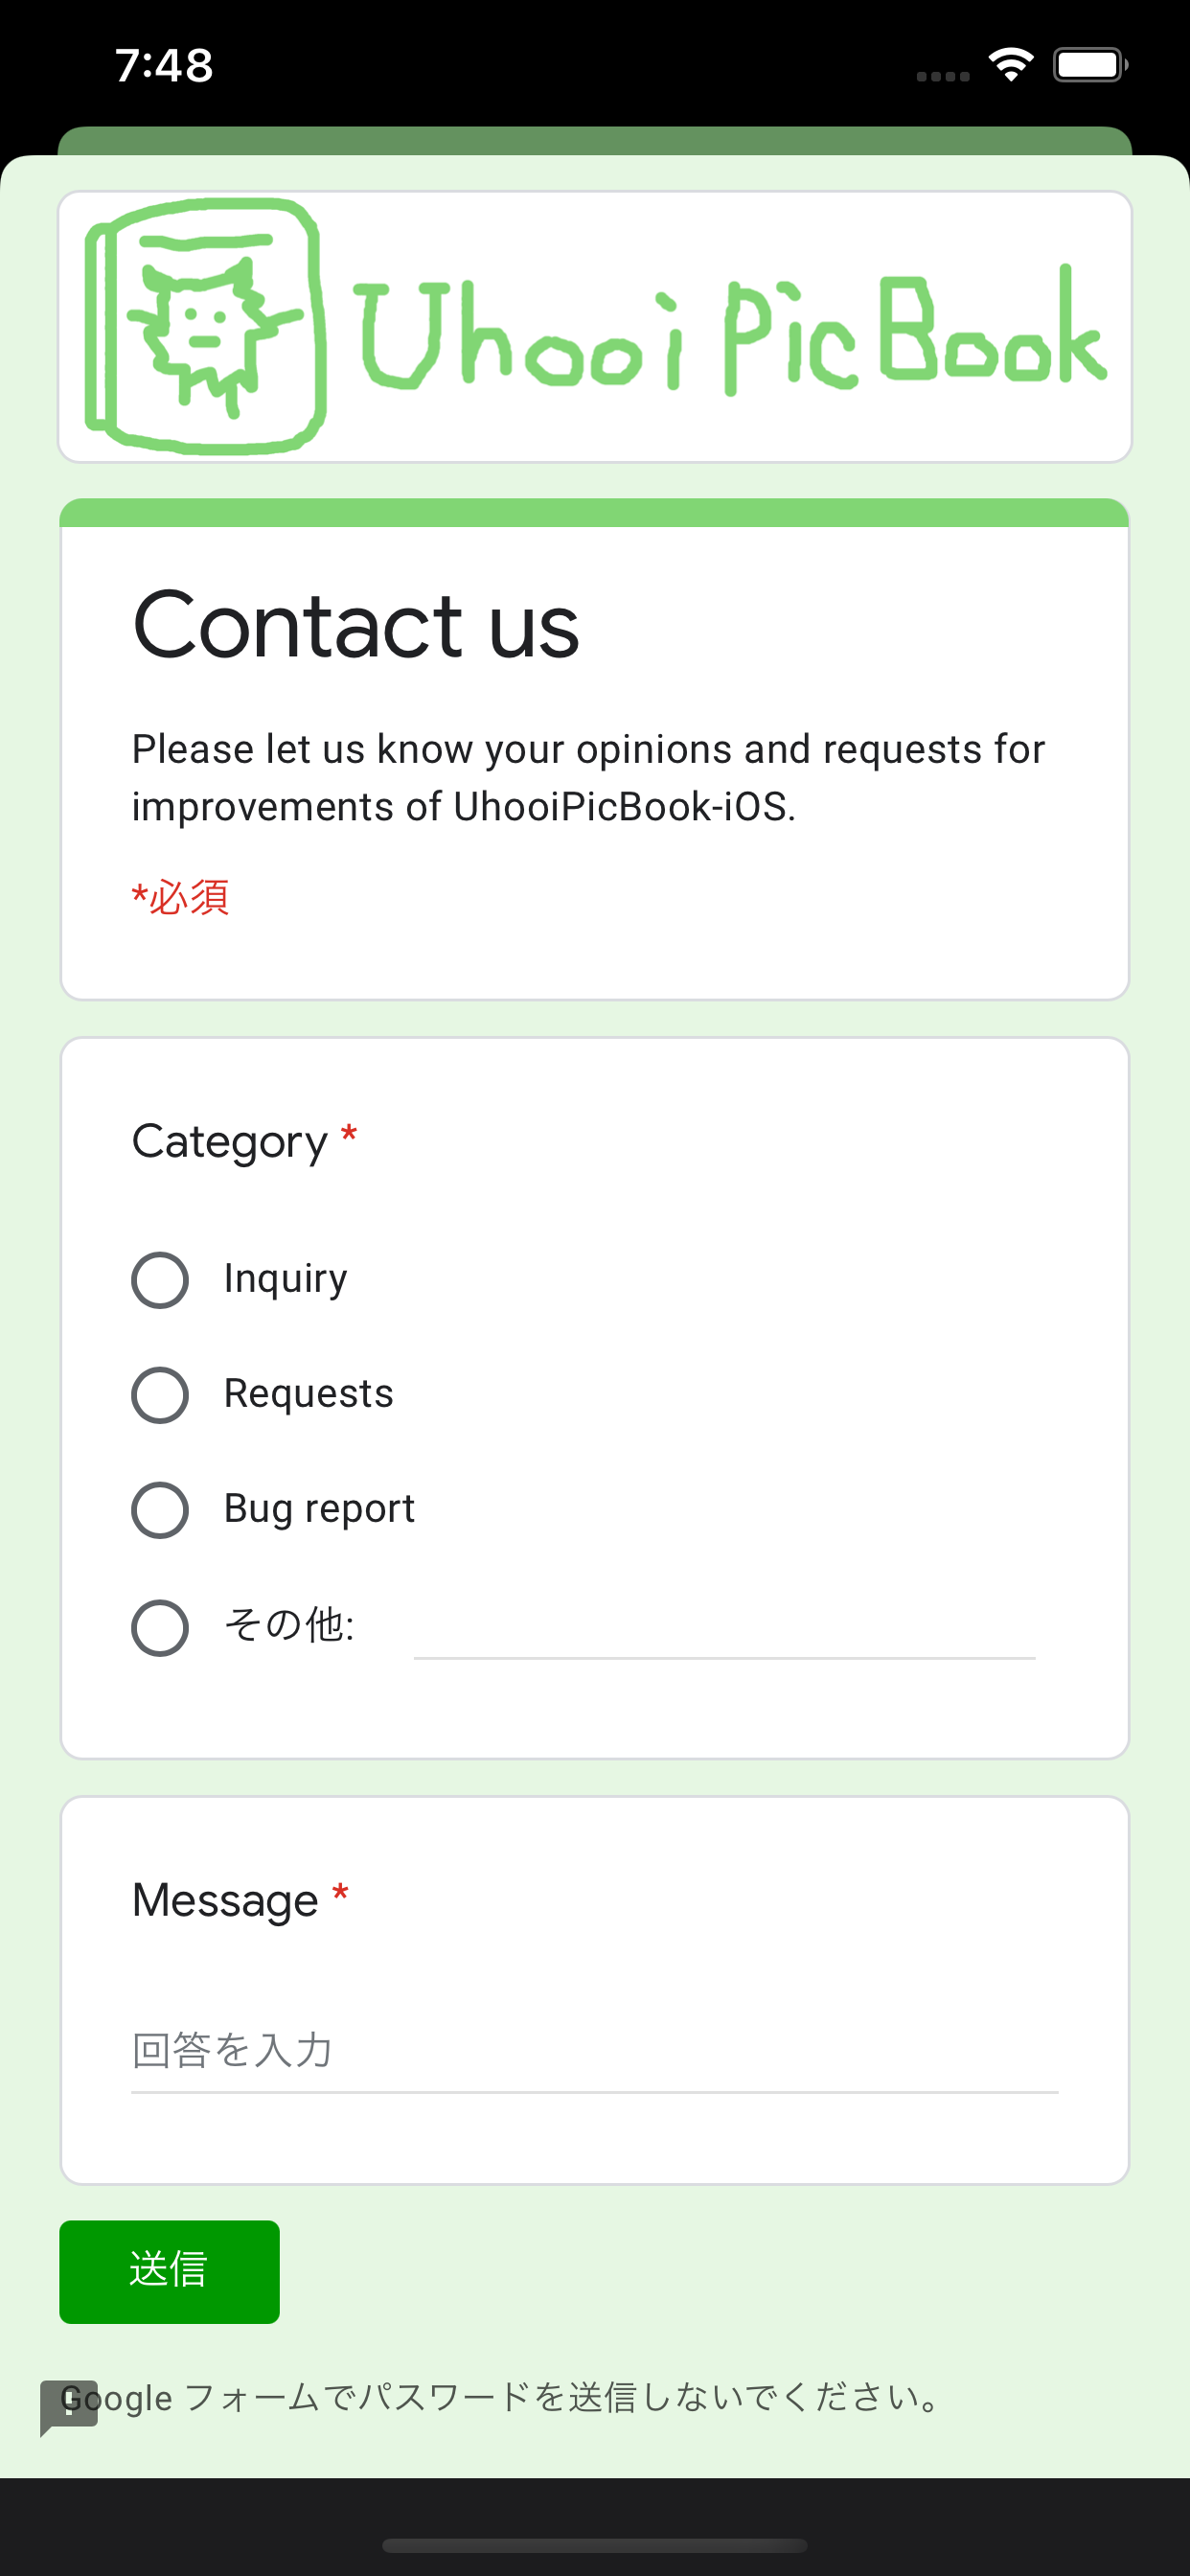 7:48
Uhooi PicBook
Contact us
Please let us know your opinions and requests for
improvements of UhooiPicBook-iOS.
*必須
Category *
Inquiry
Requests
Bug report
その他:
Message *
回答を入力
送信
Google フォームでパスワードを送信しないでください。